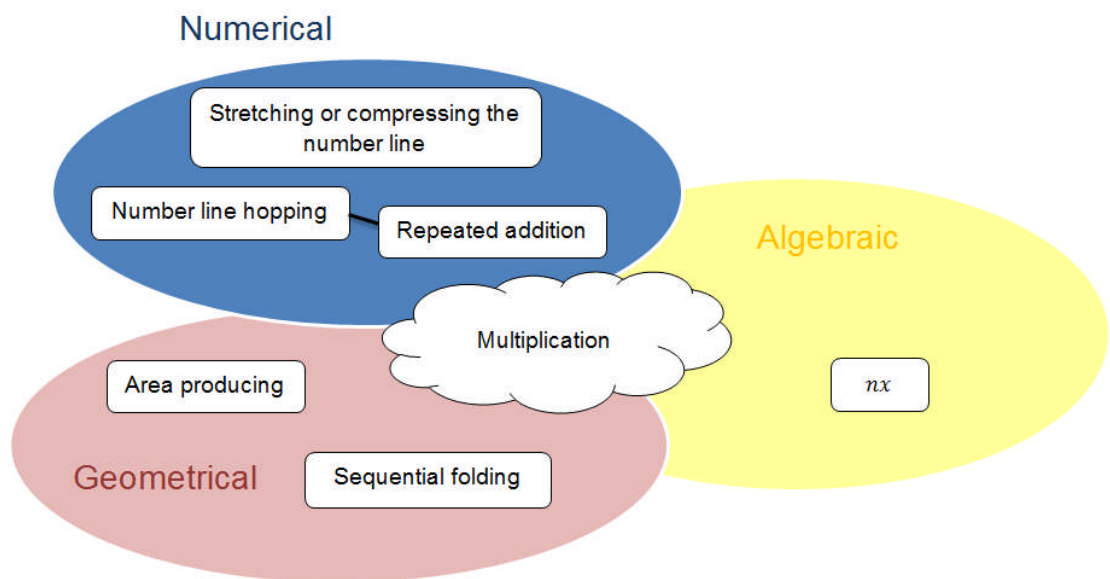 Numerical
Stretching or compressing the
number line
Number line hopping
Repeated addition
Algebraic
Multiplication
Area producing
nx
Sequential folding
Geometrical